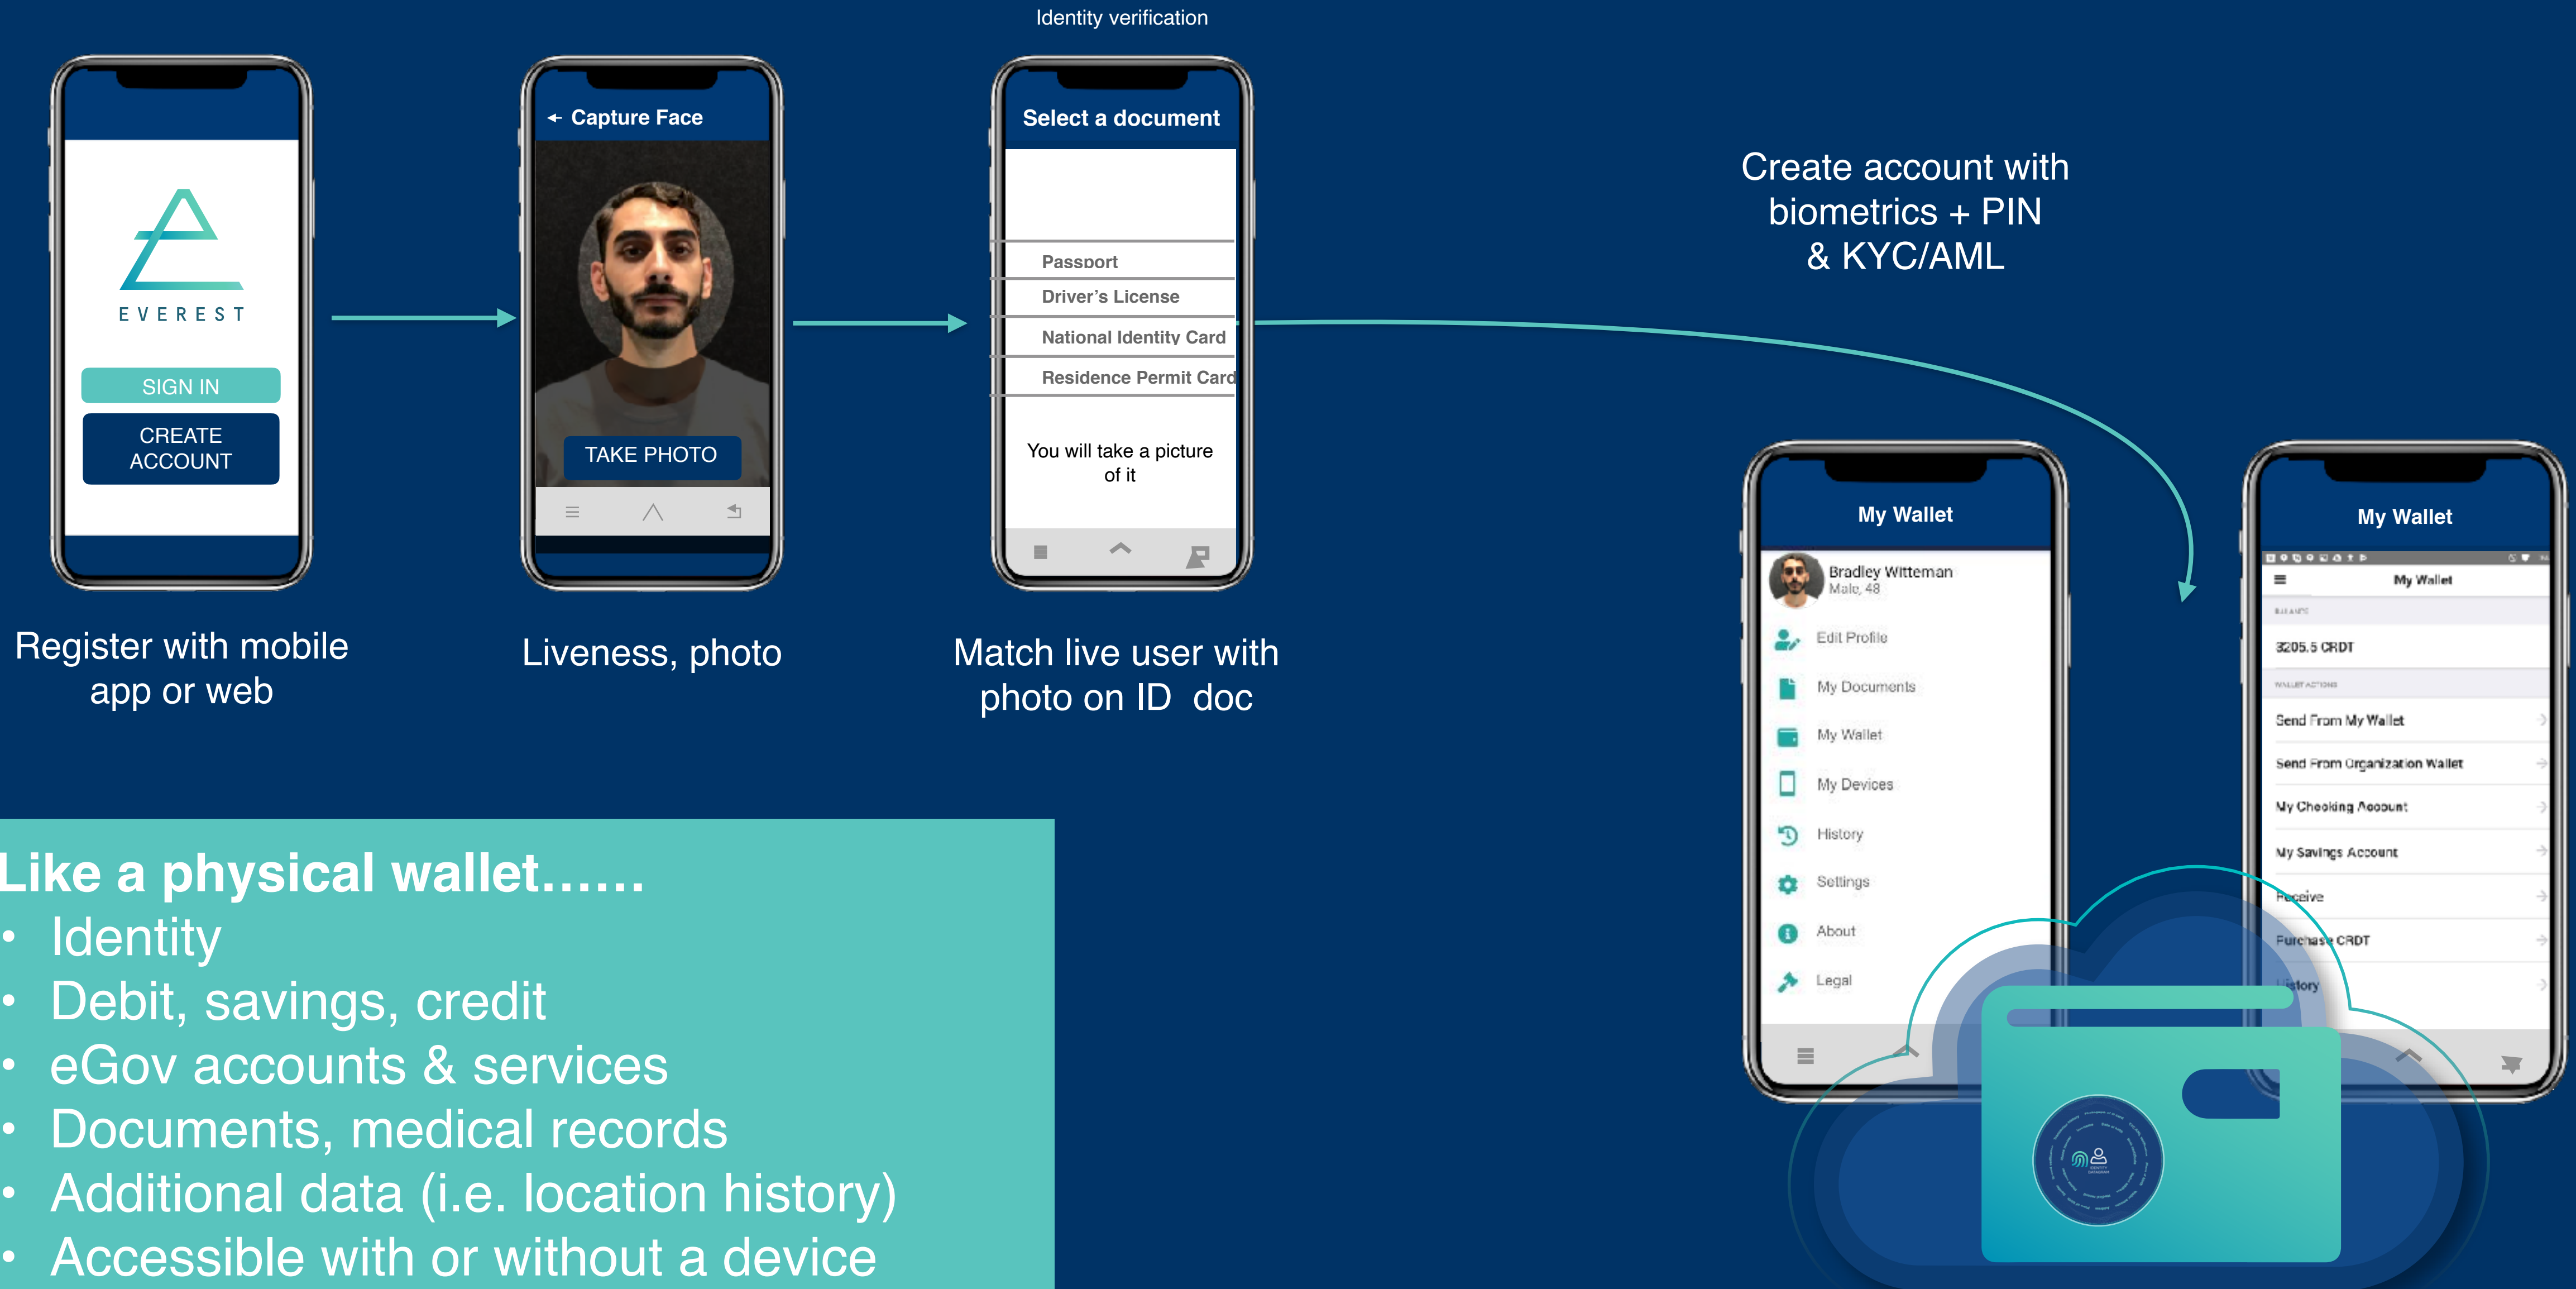 Identity verification
EVEREST
SIGN IN
CREATE
ACCOUNT
Register with mobile
app or web
Capture Face
TAKE PHOTO
Liveness, photo
Select a document
Passport
Driver's License
National Identity Card
Residence Permit Card
You will take a picture
of it
Match live user with
photo on ID doc
Create account with
biometrics + PIN
& KYC/AML
My Wallet
Bradley Witteman
Male, 48
Edit Profile
My Documents
My Wallet
My Devices
History
Settings
About
Legal
My Wallet
My Wallet
BALANCE
3205.5 CRDT
WALLET ACTIONS
Send From My Wallet
Send From Organization Wallet
My Checking Account
My Savings Account
Receive
Purchase CRDT
History
Like a physical wallet......
• Identity
• Debit, savings, credit
• eGov accounts & services
• Documents, medical records
• Additional data (i.e. location history)
• Accessible with or without a device